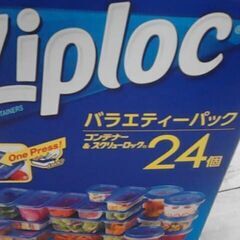 Ziploc
CONTAINERS
バラエティーパック
コンテナー
&スクリューロック®
24個
One Press!